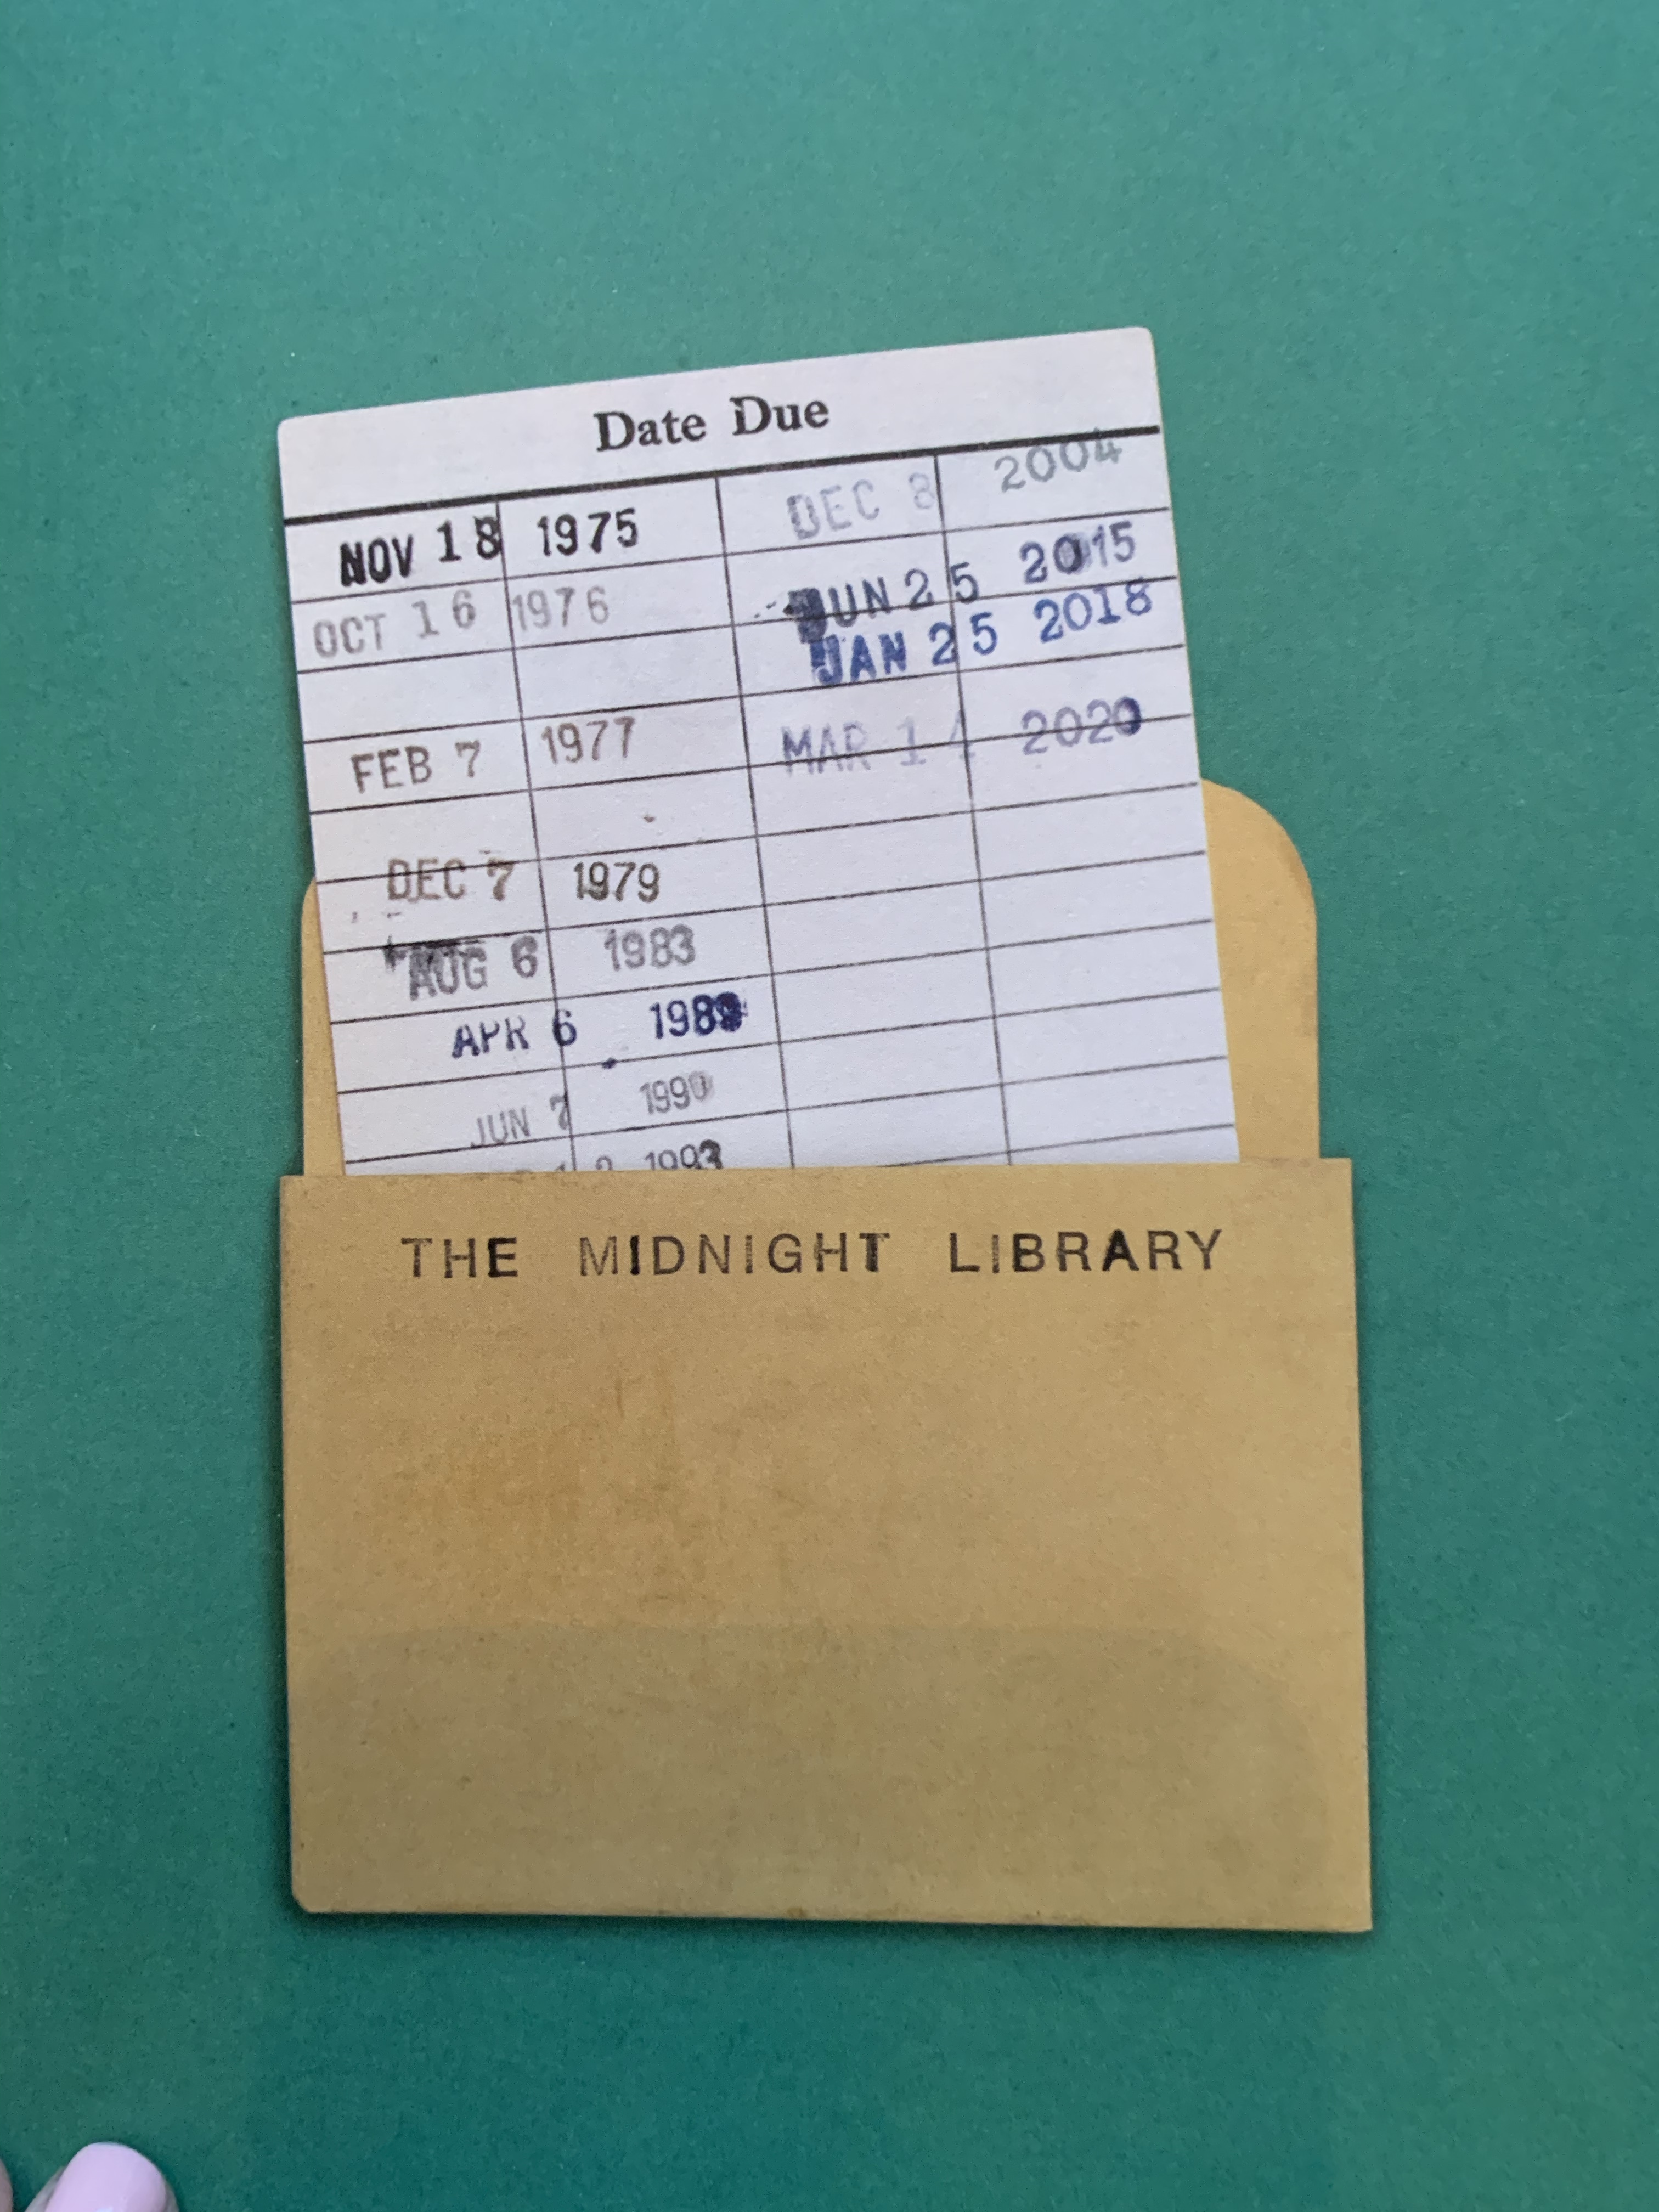 Date Due
NOV 18 1975
OCT 16 1976
FEB 7 1977
DEC 7 1979
AUG 6 1983
APR 6 1989
JUN 7 1990
1993
DEC 8 2004
JUN 25 2015
JAN 25 2018
MAR 14 2020
THE MIDNIGHT LIBRARY